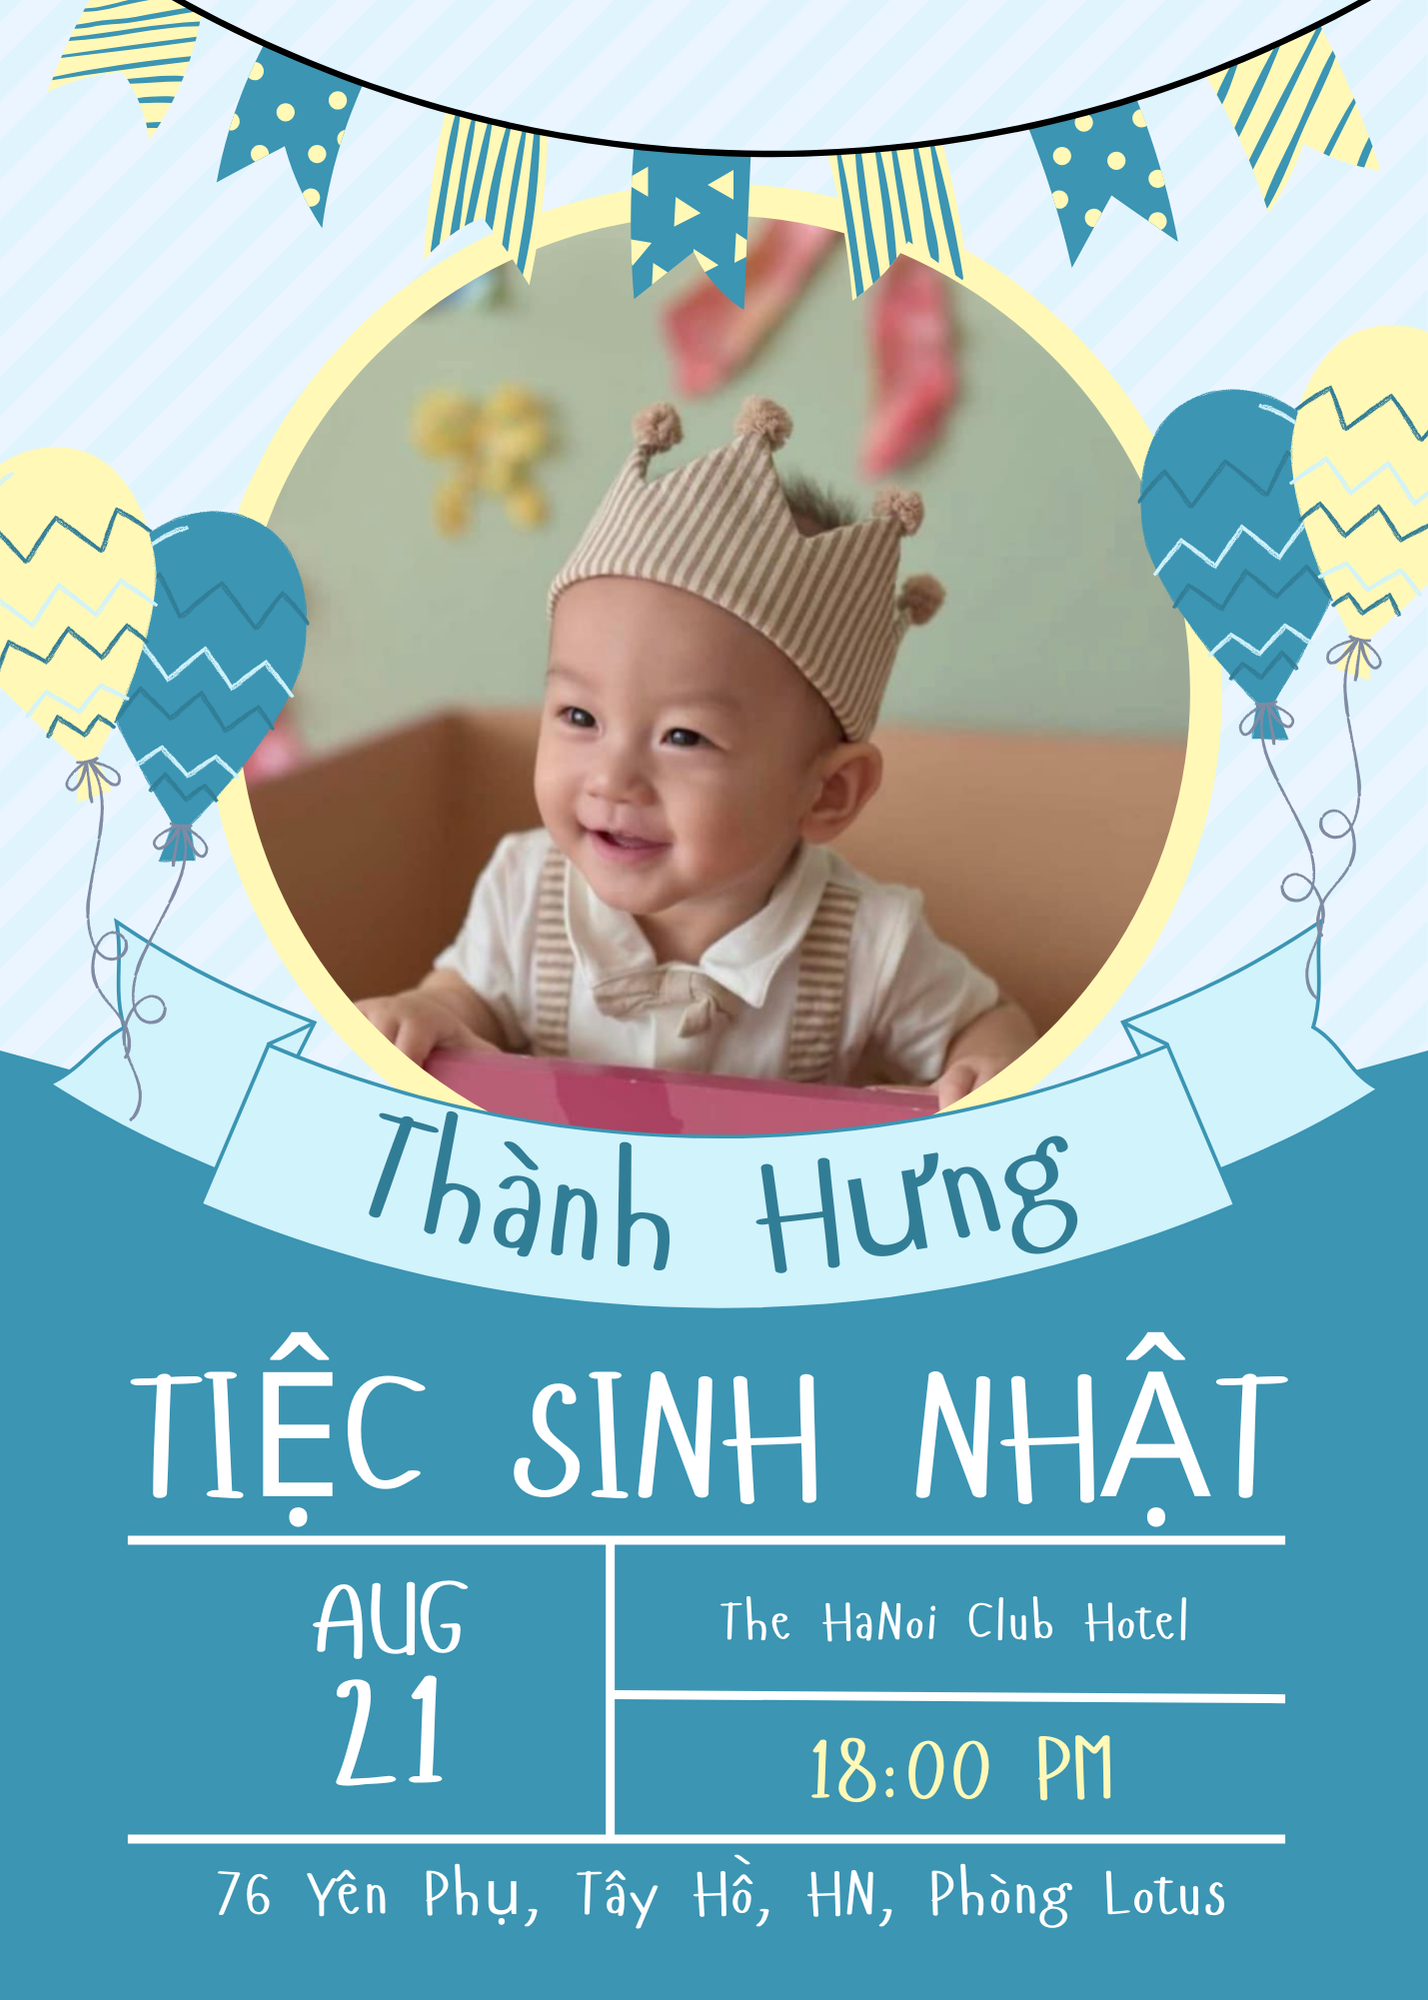 Thành Hưng
TIỆC SINH NHẬT
AUG
21
The HaNoi Club Hotel
18:00 PM
76 Yên Phụ, Tây Hồ, HN, Phòng Lotus